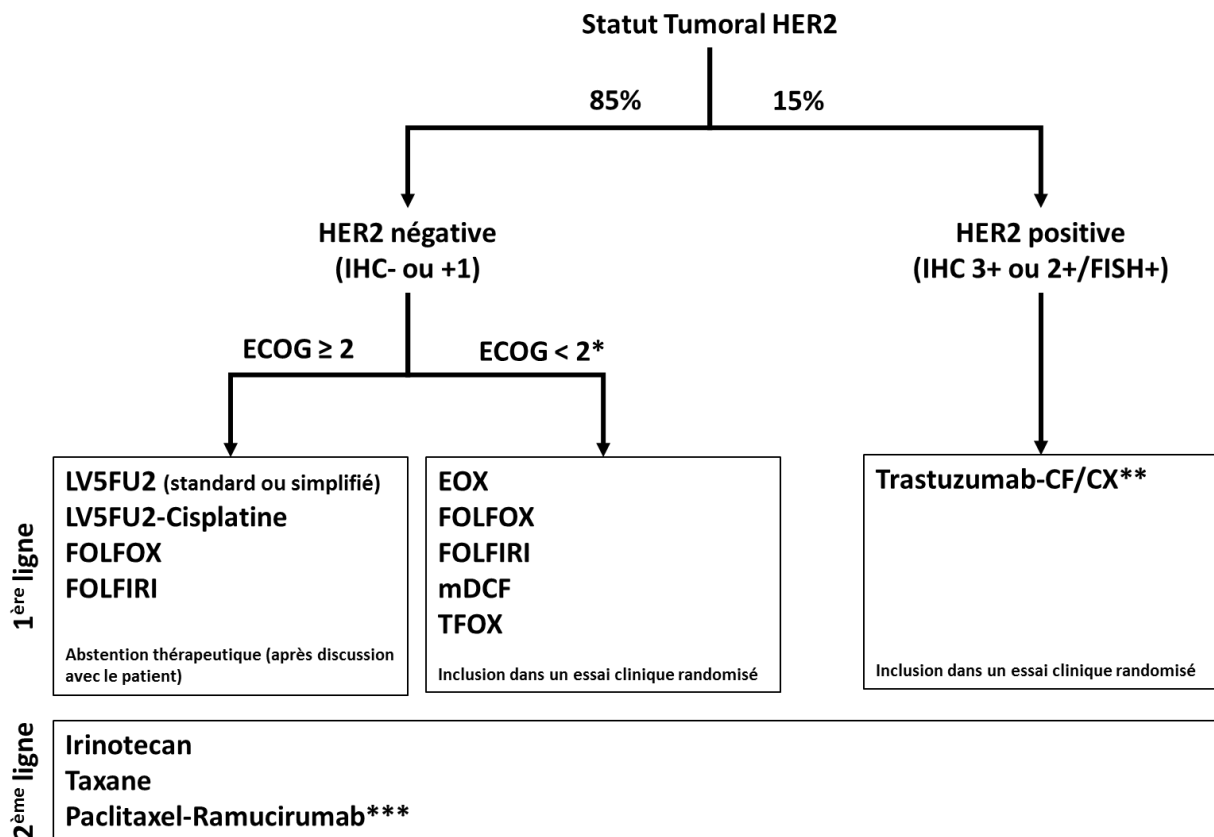 Statut Tumoral HER2
85%
15%
HER2 négative
(IHC- ou +1)
HER2 positive
(IHC 3+ ou 2+/FISH+)
ECOG ≥ 2
ECOG < 2*
1ère ligne
LV5FU2 (standard ou simplifié)
LV5FU2-Cisplatine
FOLFOX
FOLFIRI
Abstention thérapeutique (après discussion
avec le patient)
EOX
FOLFOX
FOLFIRI
mDCF
TFOX
Inclusion dans un essai clinique randomisé
Trastuzumab-CF/CX**
Inclusion dans un essai clinique randomisé
2ème ligne
Irinotecan
Taxane
Paclitaxel-Ramucirumab***